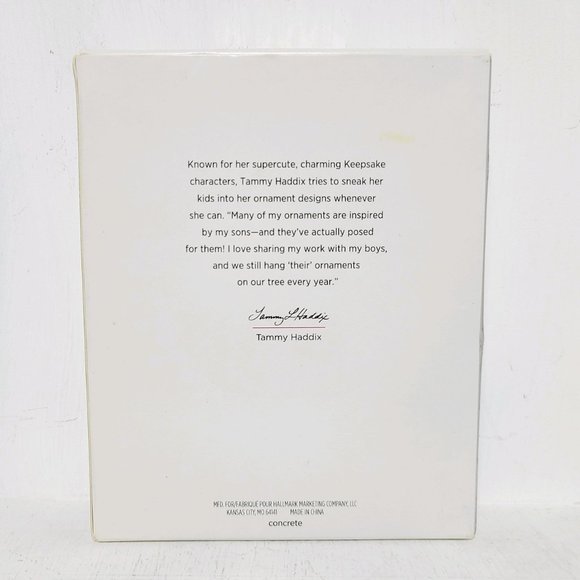 Known for her supercute, charming Keepsake
characters, Tammy Haddix tries to sneak her
kids into her ornament designs whenever
she can. “Many of my ornaments are inspired
by my sons—and they’ve actually posed
for them! I love sharing my work with my boys,
and we still hang ‘their’ ornaments
on our tree every year.”
Tammy L Haddix
Tammy Haddix
MFD. FOR/FABRIQUÉ POUR HALLMARK MARKETING COMPANY, LLC
KANSAS CITY, MO 64141 MADE IN CHINA
concrete